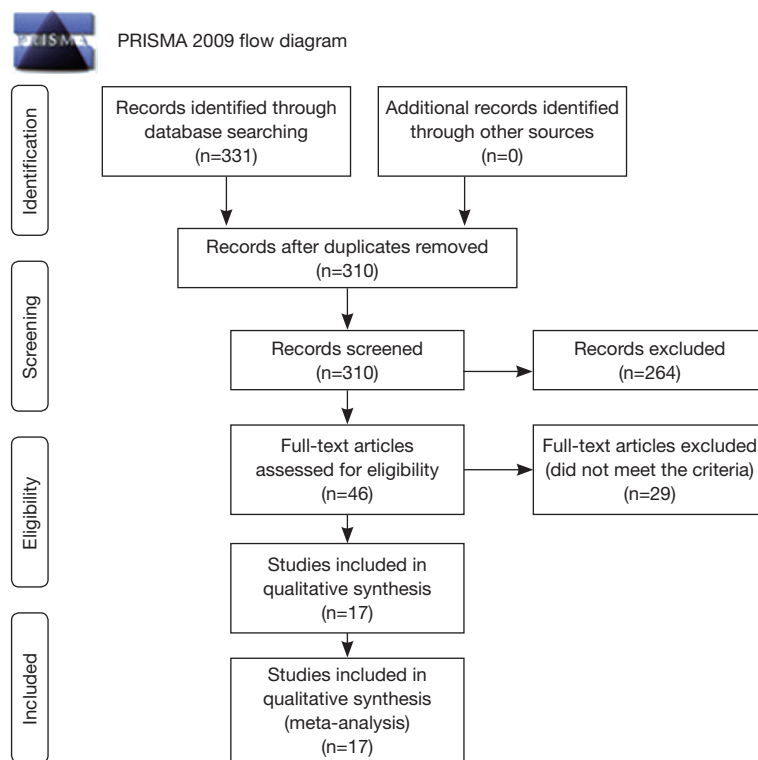 PRISMA
PRISMA 2009 flow diagram
Identification
Records identified through
database searching
(n=331)
Additional records identified
through other sources
(n=0)
Records after duplicates removed
(n=310)
Screening
Records screened
(n=310)
Records excluded
(n=264)
Eligibility
Full-text articles
assessed for eligibility
(n=46)
Full-text articles excluded
(did not meet the criteria)
(n=29)
Studies included in
qualitative synthesis
(n=17)
Included
Studies included in
qualitative synthesis
(meta-analysis)
(n=17)